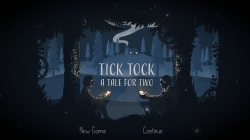 TICK TOCK
A TALE FOR TWO
New Game
Continue